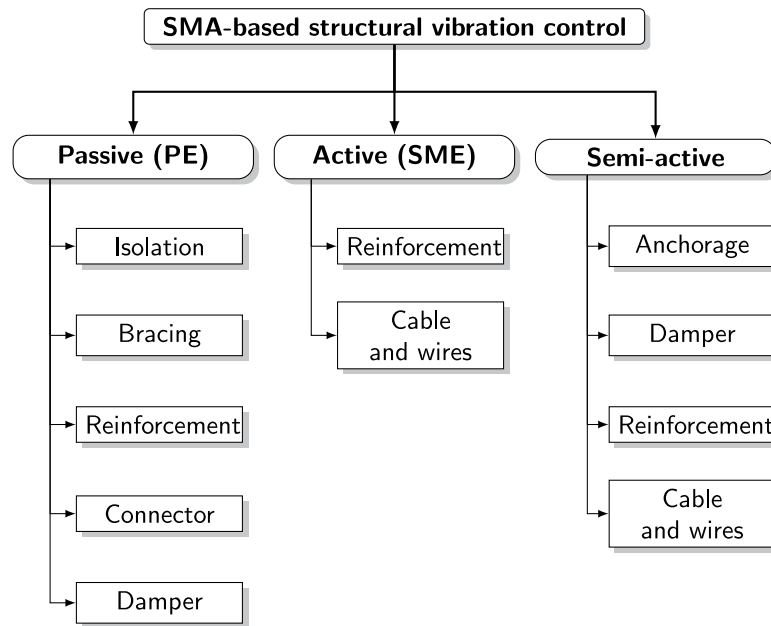 SMA-based structural vibration control
Passive (PE)
Isolation
Bracing
Reinforcement
Connector
Damper
Active (SME)
Reinforcement
Cable
and wires
Semi-active
Anchorage
Damper
Reinforcement
Cable
and wires